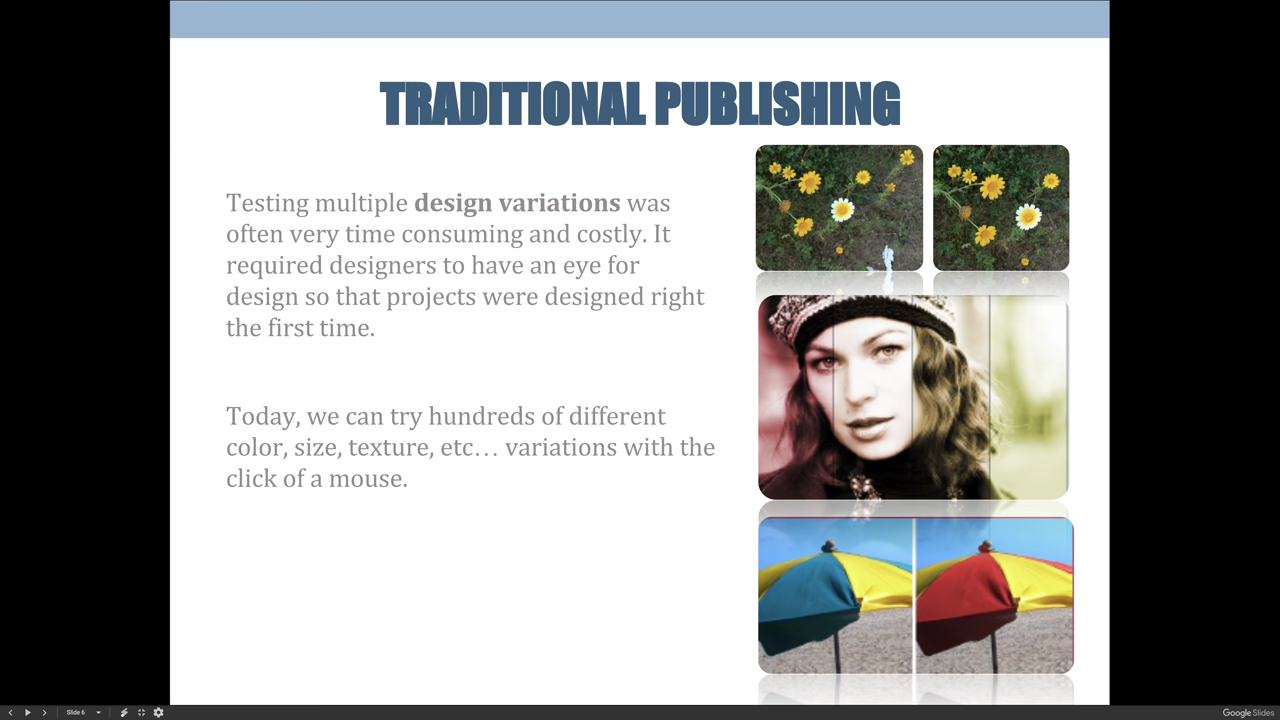 TRADITIONAL PUBLISHING
Testing multiple design variations was
often very time consuming and costly. It
required designers to have an eye for
design so that projects were designed right
the first time.
Today, we can try hundreds of different
color, size, texture, etc… variations with the
click of a mouse.
Slide 6
Google Slides